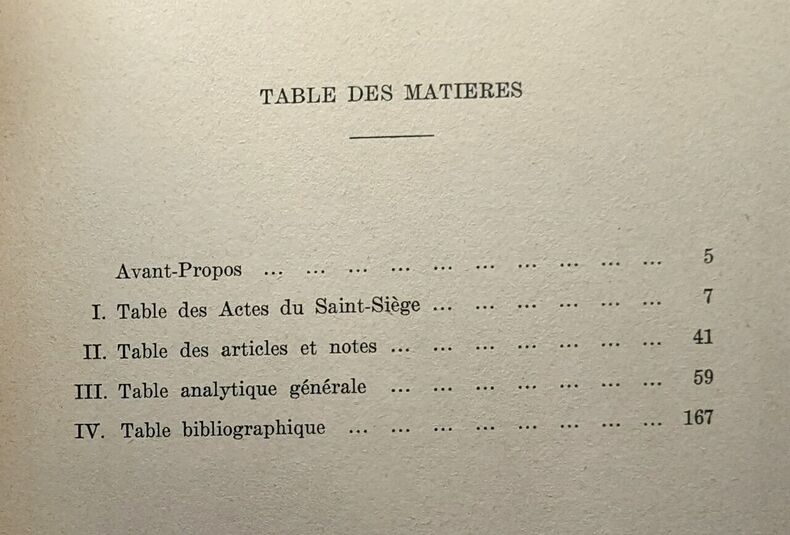 TABLE DES MATIERES
Avant-Propos ... ... ... ... ... ... ... ... ... ... 5
I. Table des Actes du Saint-Siège ... ... ... ... ... ... 7
II. Table des articles et notes ... ... ... ... ... ... ... 41
III. Table analytique générale ... ... ... ... ... ... ... 59
IV. Table bibliographique ... ... ... ... ... ... ... ... 167